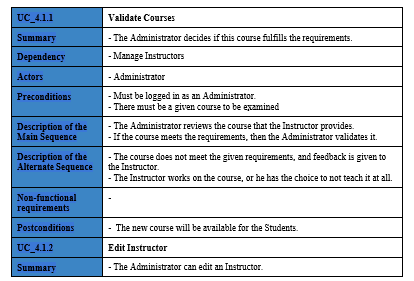 UC_4.1.1 Validate Courses
Summary - The Administrator decides if this course fulfills the requirements.
Dependency - Manage Instructors
Actors - Administrator
Preconditions - Must be logged in as an Administrator.
- There must be a given course to be examined
Description of the - The Administrator reviews the course that the Instructor provides.
Main Sequence - If the course meets the requirements, then the Administrator validates it.
Description of the - The course does not meet the given requirements, and feedback is given to
Alternate Sequence the Instructor.
- The Instructor works on the course, or he has the choice to not teach it at all.
Non-functional -
requirements
Postconditions - The new course will be available for the Students.
UC_4.1.2 Edit Instructor
Summary - The Administrator can edit an Instructor.